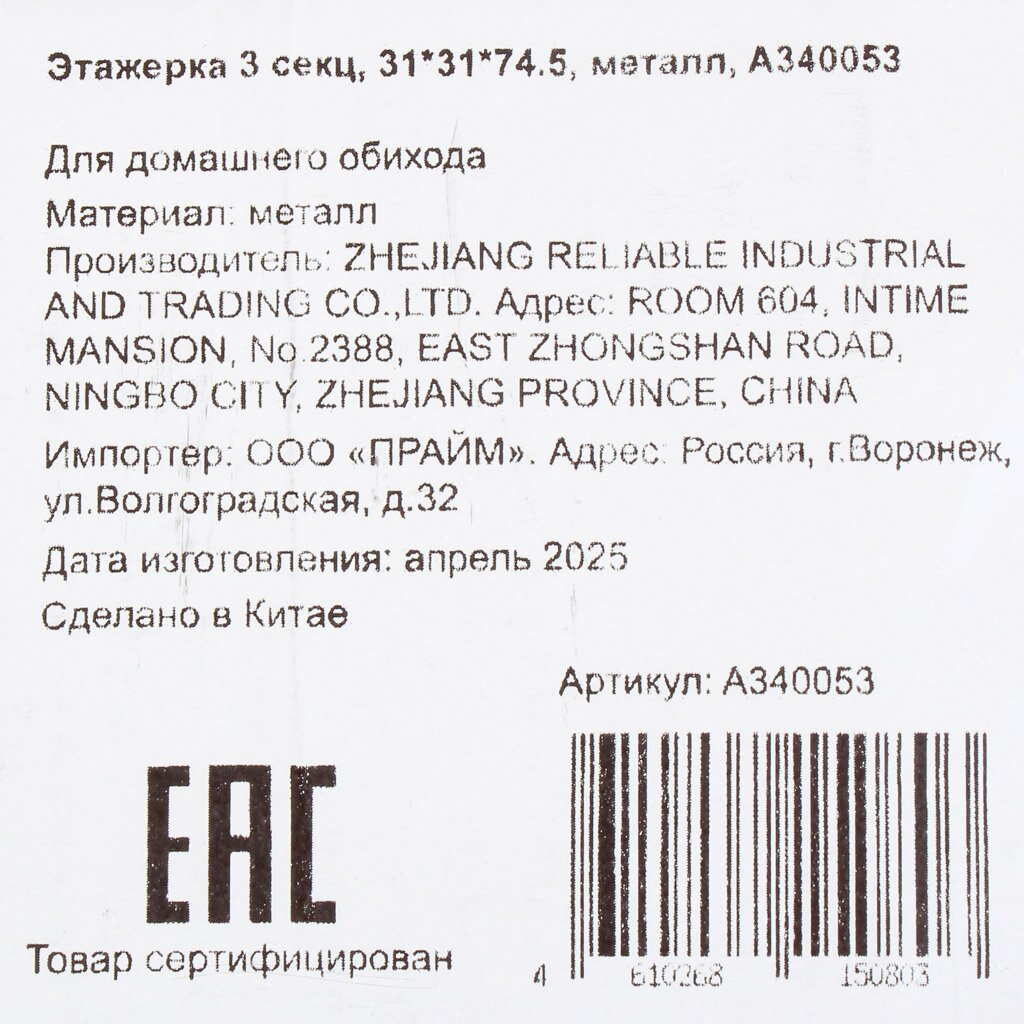 Этажерка 3 секц, 31*31*74.5, металл, A340053
Для домашнего обихода
Материал: металл
Производитель: ZHEJIANG RELIABLE INDUSTRIAL
AND TRADING CO.,LTD. Адрес: ROOM 604, INTIME
MANSION, No.2388, EAST ZHONGSHAN ROAD,
NINGBO CITY, ZHEJIANG PROVINCE, CHINA
Импортер: ООО «ПРАЙМ». Адрес: Россия, г.Воронеж,
ул.Волгоградская, д.32
Дата изготовления: апрель 2025
Сделано в Китае
Артикул: A340053
EAC
Товар сертифицирован
4 610268 150803